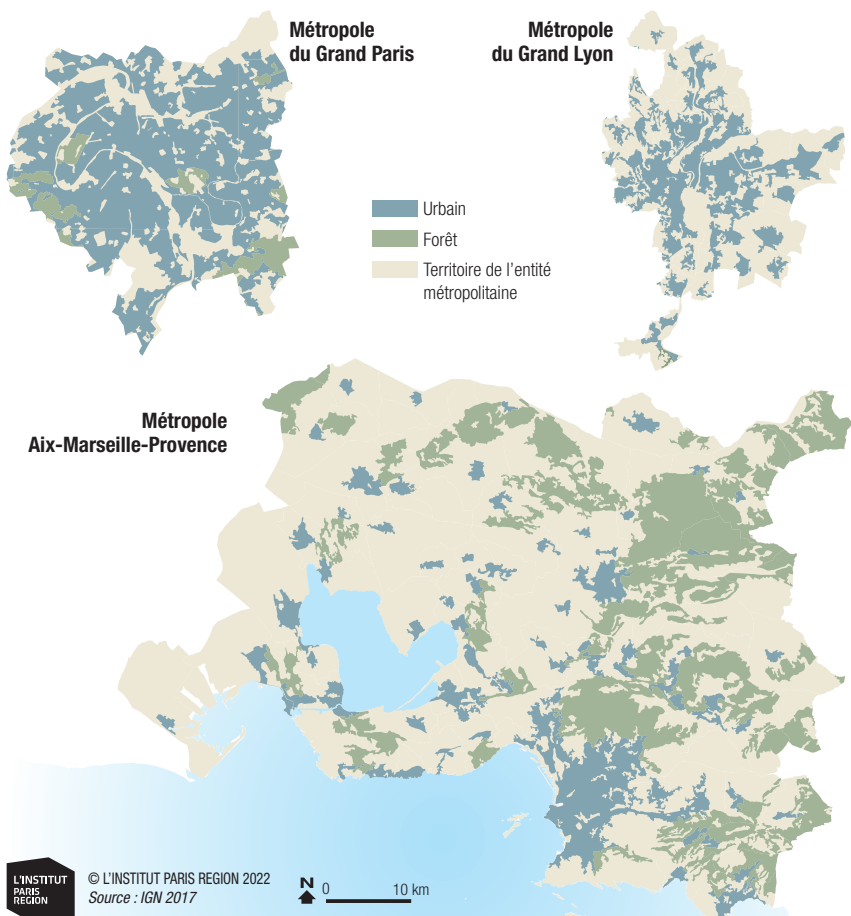 Métropole
du Grand Paris
Métropole
du Grand Lyon
Urbain
Forêt
Territoire de l'entité
métropolitaine
Métropole
Aix-Marseille-Provence
L'INSTITUT
PARIS
REGION
© L'INSTITUT PARIS REGION 2022
Source : IGN 2017
N
0 10 km